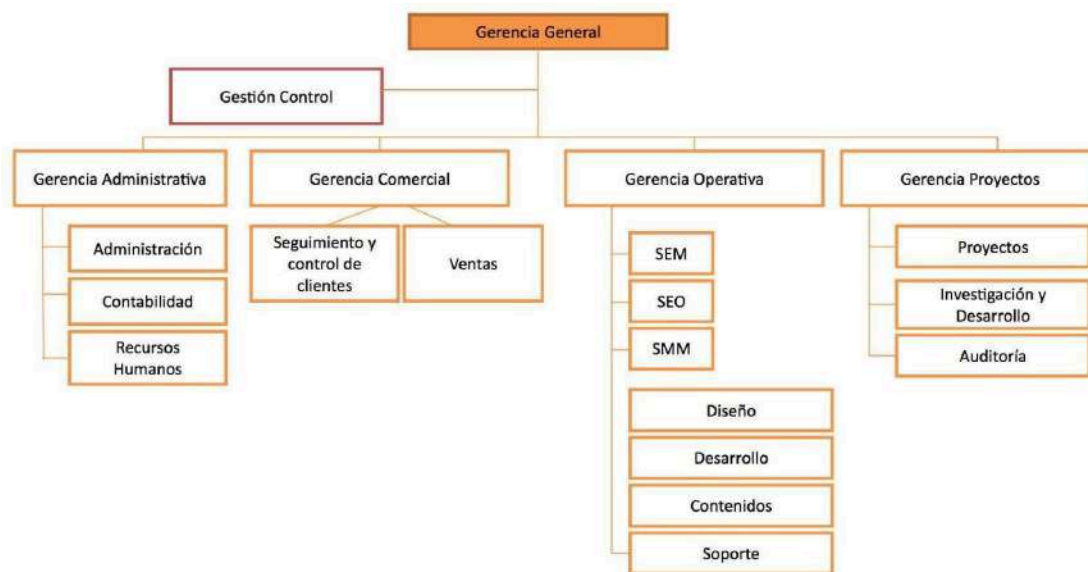 Gerencia General
Gestión Control
Gerencia Administrativa
Gerencia Comercial
Gerencia Operativa
Gerencia Proyectos
Administración
Contabilidad
Recursos
Humanos
Seguimiento y
control de
clientes
Ventas
SEM
SEO
SMM
Diseño
Desarrollo
Contenidos
Soporte
Proyectos
Investigación y
Desarrollo
Auditoría